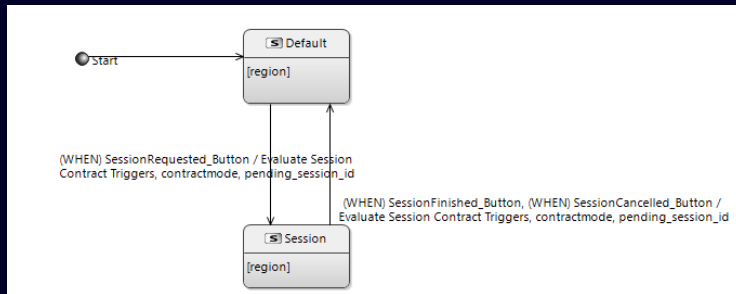 S Default
Start
[region]
(WHEN) SessionRequested_Button / Evaluate Session
Contract Triggers, contractmode, pending_session_id
(WHEN) SessionFinished_Button, (WHEN) SessionCancelled_Button /
Evaluate Session Contract Triggers, contractmode, pending_session_id
S Session
[region]